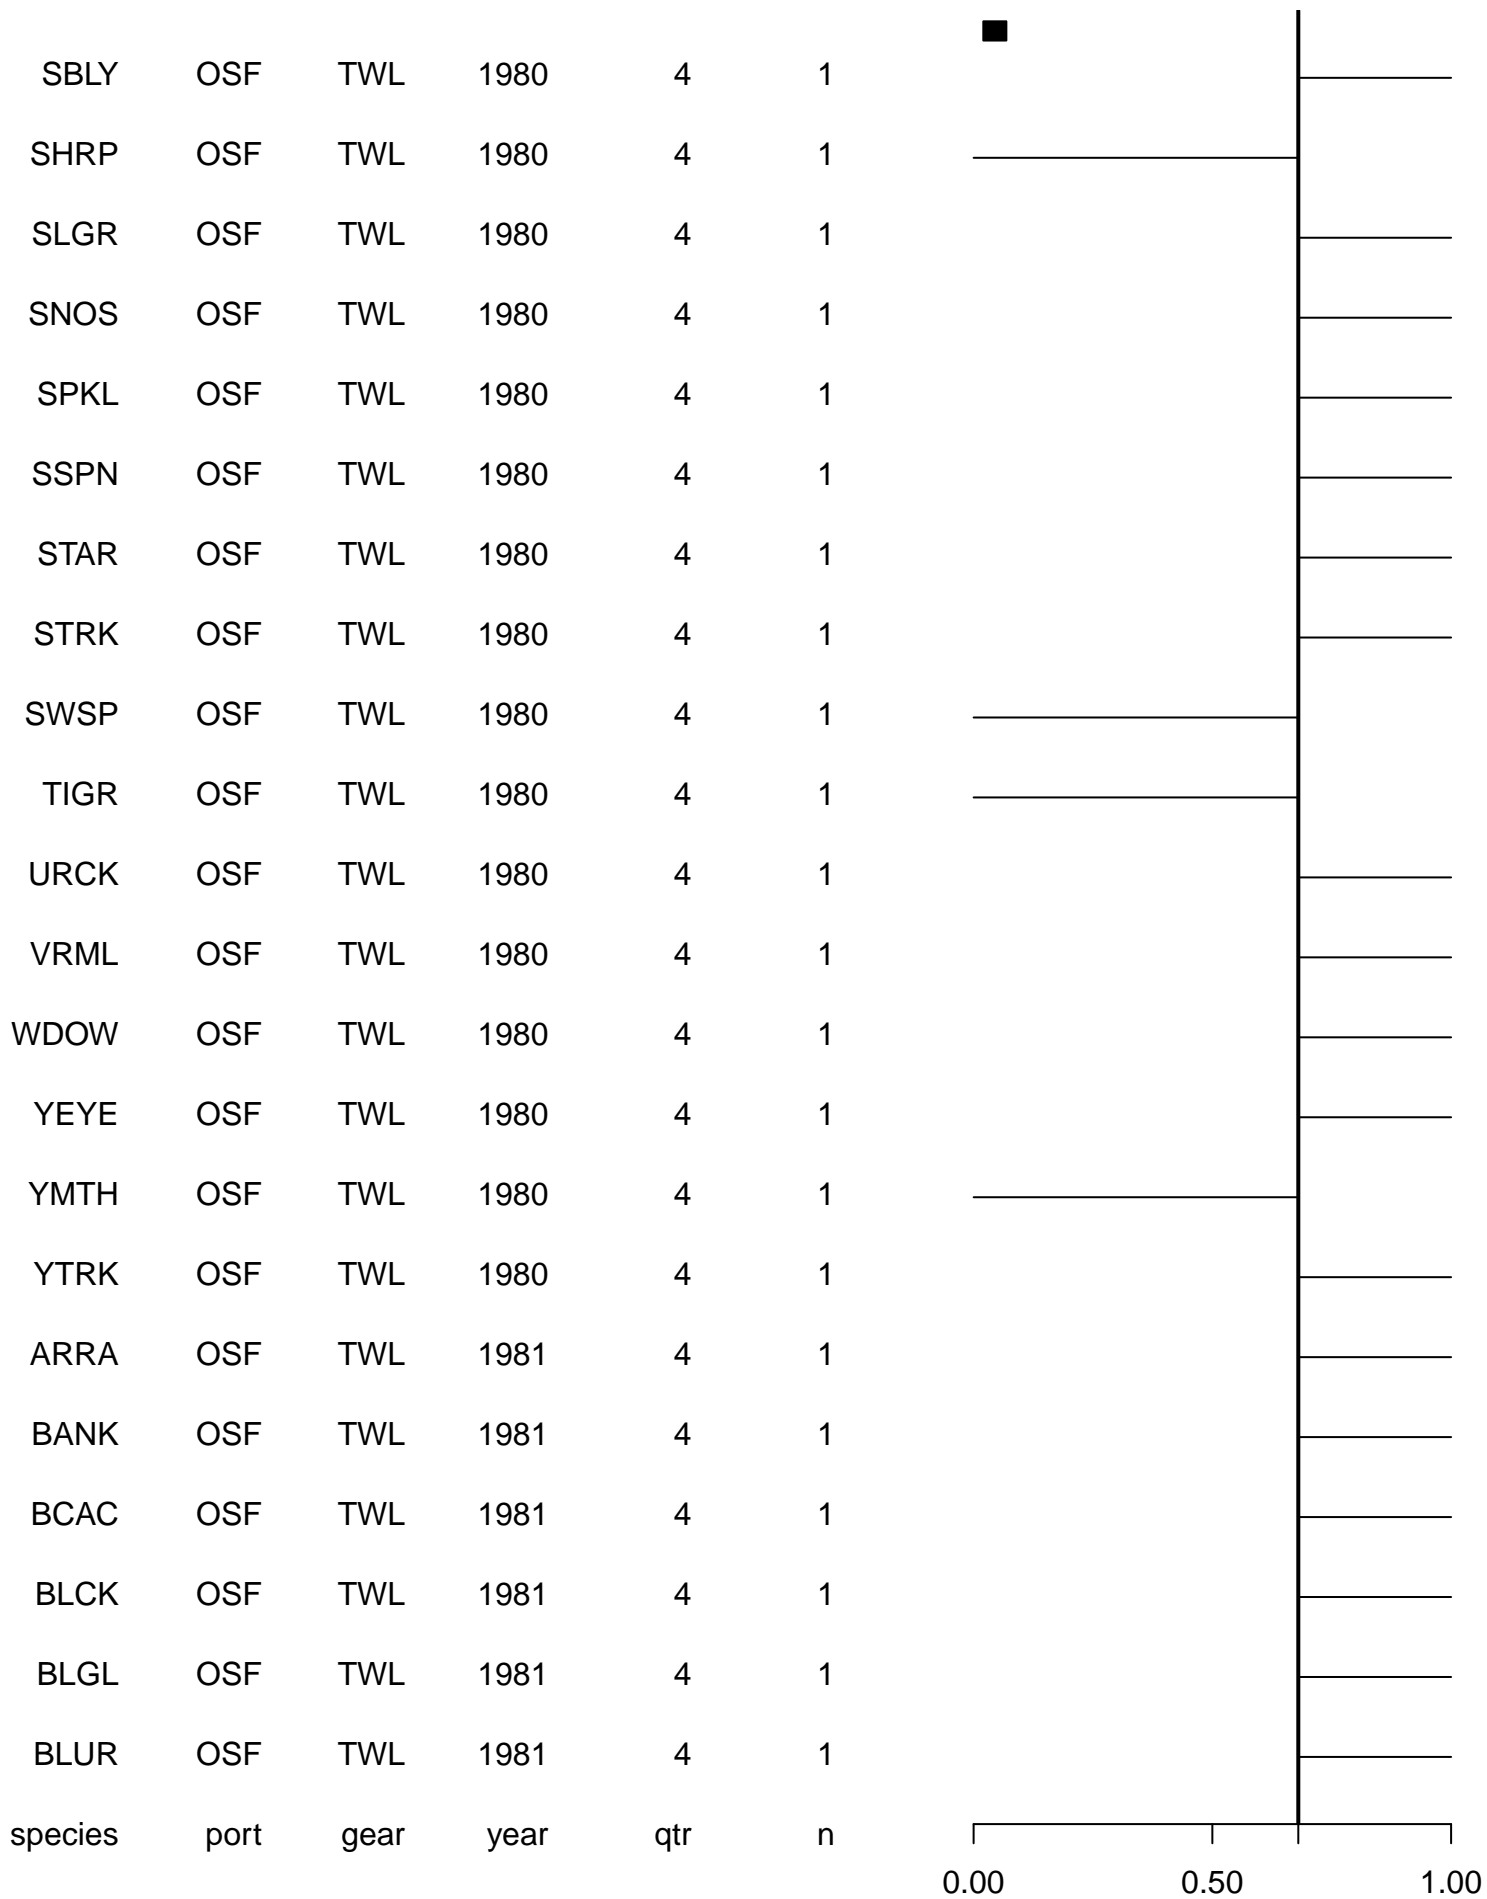 SBLY OSF TWL 1980 4 1
SHRP OSF TWL 1980 4 1
SLGR OSF TWL 1980 4 1
SNOS OSF TWL 1980 4 1
SPKL OSF TWL 1980 4 1
SSPN OSF TWL 1980 4 1
STAR OSF TWL 1980 4 1
STRK OSF TWL 1980 4 1
SWSP OSF TWL 1980 4 1
TIGR OSF TWL 1980 4 1
URCK OSF TWL 1980 4 1
VRML OSF TWL 1980 4 1
WDOW OSF TWL 1980 4 1
YEYE OSF TWL 1980 4 1
YMTH OSF TWL 1980 4 1
YTRK OSF TWL 1980 4 1
ARRA OSF TWL 1981 4 1
BANK OSF TWL 1981 4 1
BCAC OSF TWL 1981 4 1
BLCK OSF TWL 1981 4 1
BLGL OSF TWL 1981 4 1
BLUR OSF TWL 1981 4 1
species port gear year qtr n
0.00 0.50 1.00